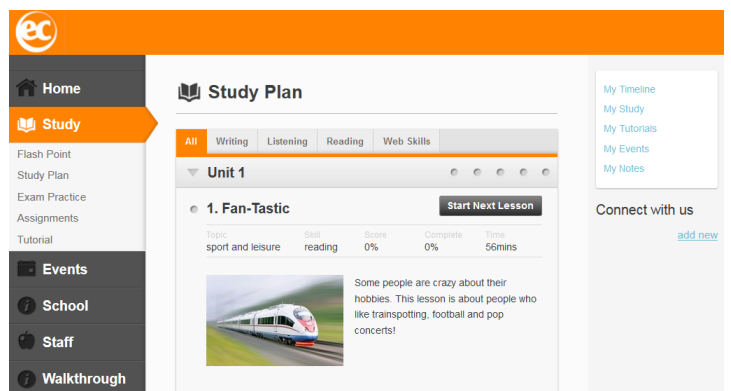 ec
Home
Study
Flash Point
Study Plan
Exam Practice
Assignments
Tutorial
Events
School
Staff
Walkthrough
Study Plan
All Writing Listening Reading Web Skills
Unit 1
1. Fan-Tastic
Start Next Lesson
Topic Skill Score Complete Time
sport and leisure reading 0% 0% 56mins
Some people are crazy about their
hobbies. This lesson is about people who
like trainspotting, football and pop
concerts!
My Timeline
My Study
My Tutorials
My Events
My Notes
Connect with us
add new